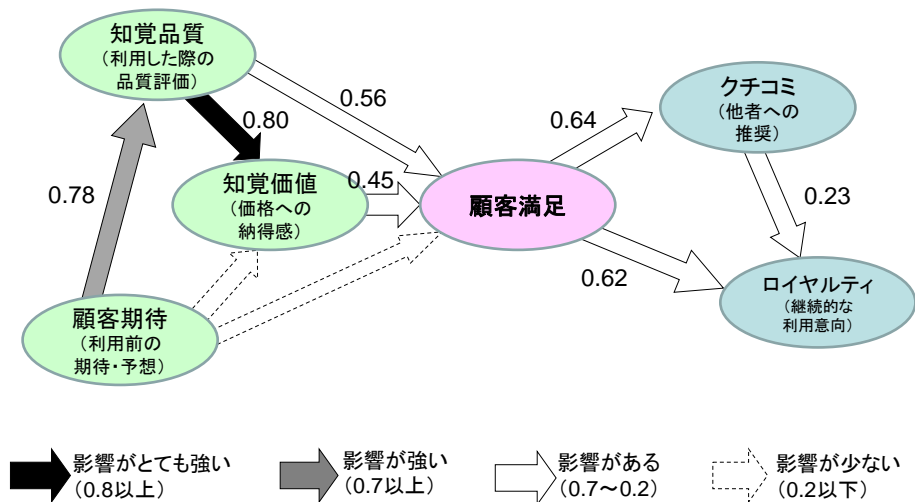 知覚品質
（利用した際の
品質評価）
0.56
クチコミ
（他者への
推奨）
0.64
0.80
知覚価値
（価格への
納得感）
0.45
0.78
顧客満足
0.23
0.62
ロイヤルティ
（継続的な
利用意向）
顧客期待
（利用前の
期待・予想）
影響がとても強い
（0.8以上）
影響が強い
（0.7以上）
影響がある
（0.7～0.2）
影響が少ない
（0.2以下）